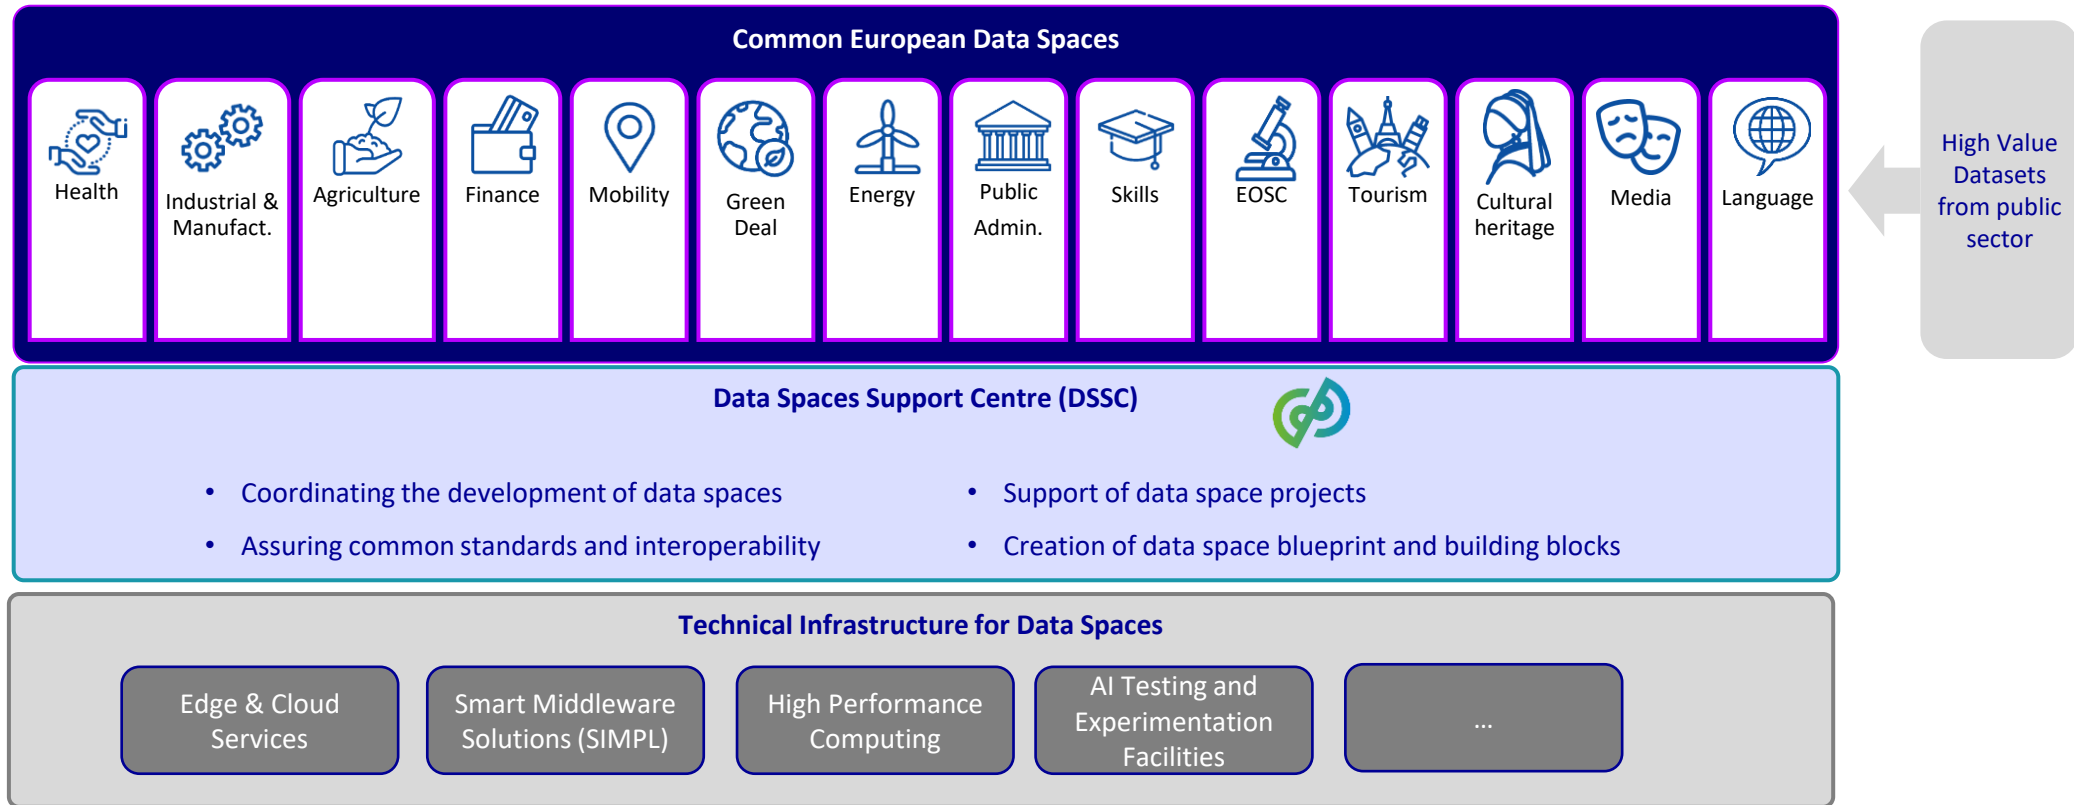 Common European Data Spaces
Health
Industrial &
Manufact.
Agriculture
Finance
Mobility
Green
Deal
Energy
Public
Admin.
Skills
EOSC
Tourism
Cultural
heritage
Media
Language
High Value
Datasets
from public
sector
Data Spaces Support Centre (DSSC)
• Coordinating the development of data spaces
• Assuring common standards and interoperability
• Support of data space projects
• Creation of data space blueprint and building blocks
Technical Infrastructure for Data Spaces
Edge & Cloud
Services
Smart Middleware
Solutions (SIMPL)
High Performance
Computing
AI Testing and
Experimentation
Facilities
...